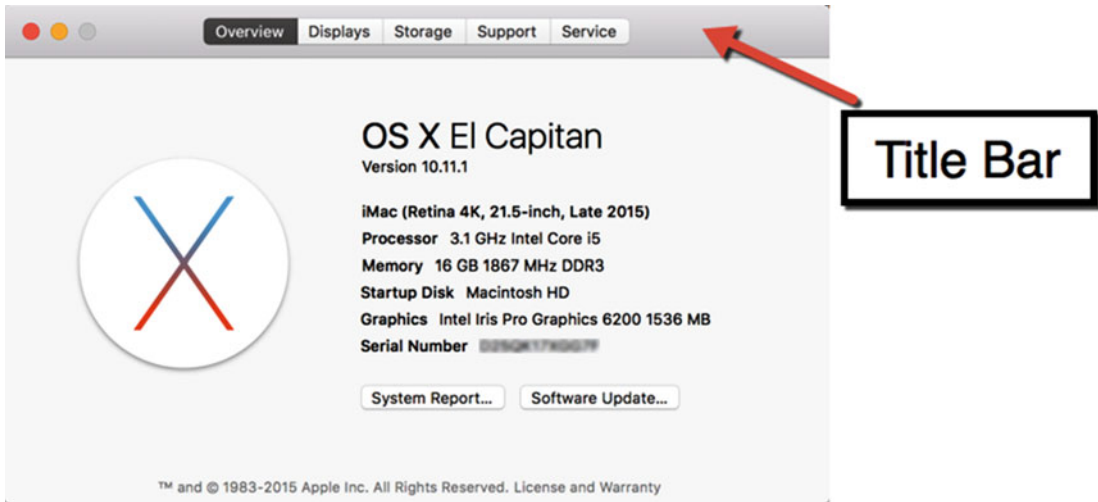 Overview Displays Storage Support Service
Title Bar
OS X El Capitan
Version 10.11.1
iMac (Retina 4K, 21.5-inch, Late 2015)
Processor 3.1 GHz Intel Core i5
Memory 16 GB 1867 MHz DDR3
Startup Disk Macintosh HD
Graphics Intel Iris Pro Graphics 6200 1536 MB
Serial Number
System Report... Software Update...
™ and © 1983-2015 Apple Inc. All Rights Reserved. License and Warranty